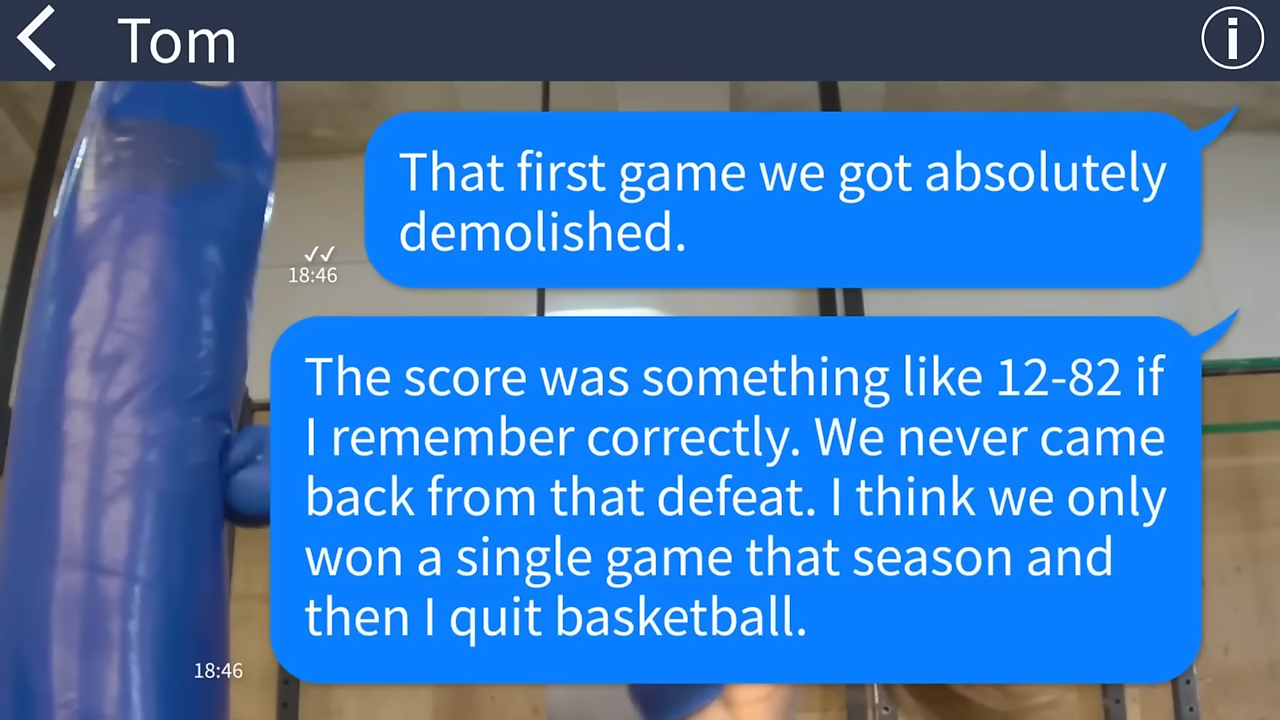 Tom
That first game we got absolutely
demolished.
18:46
The score was something like 12-82 if
I remember correctly. We never came
back from that defeat. I think we only
won a single game that season and
then I quit basketball.
18:46